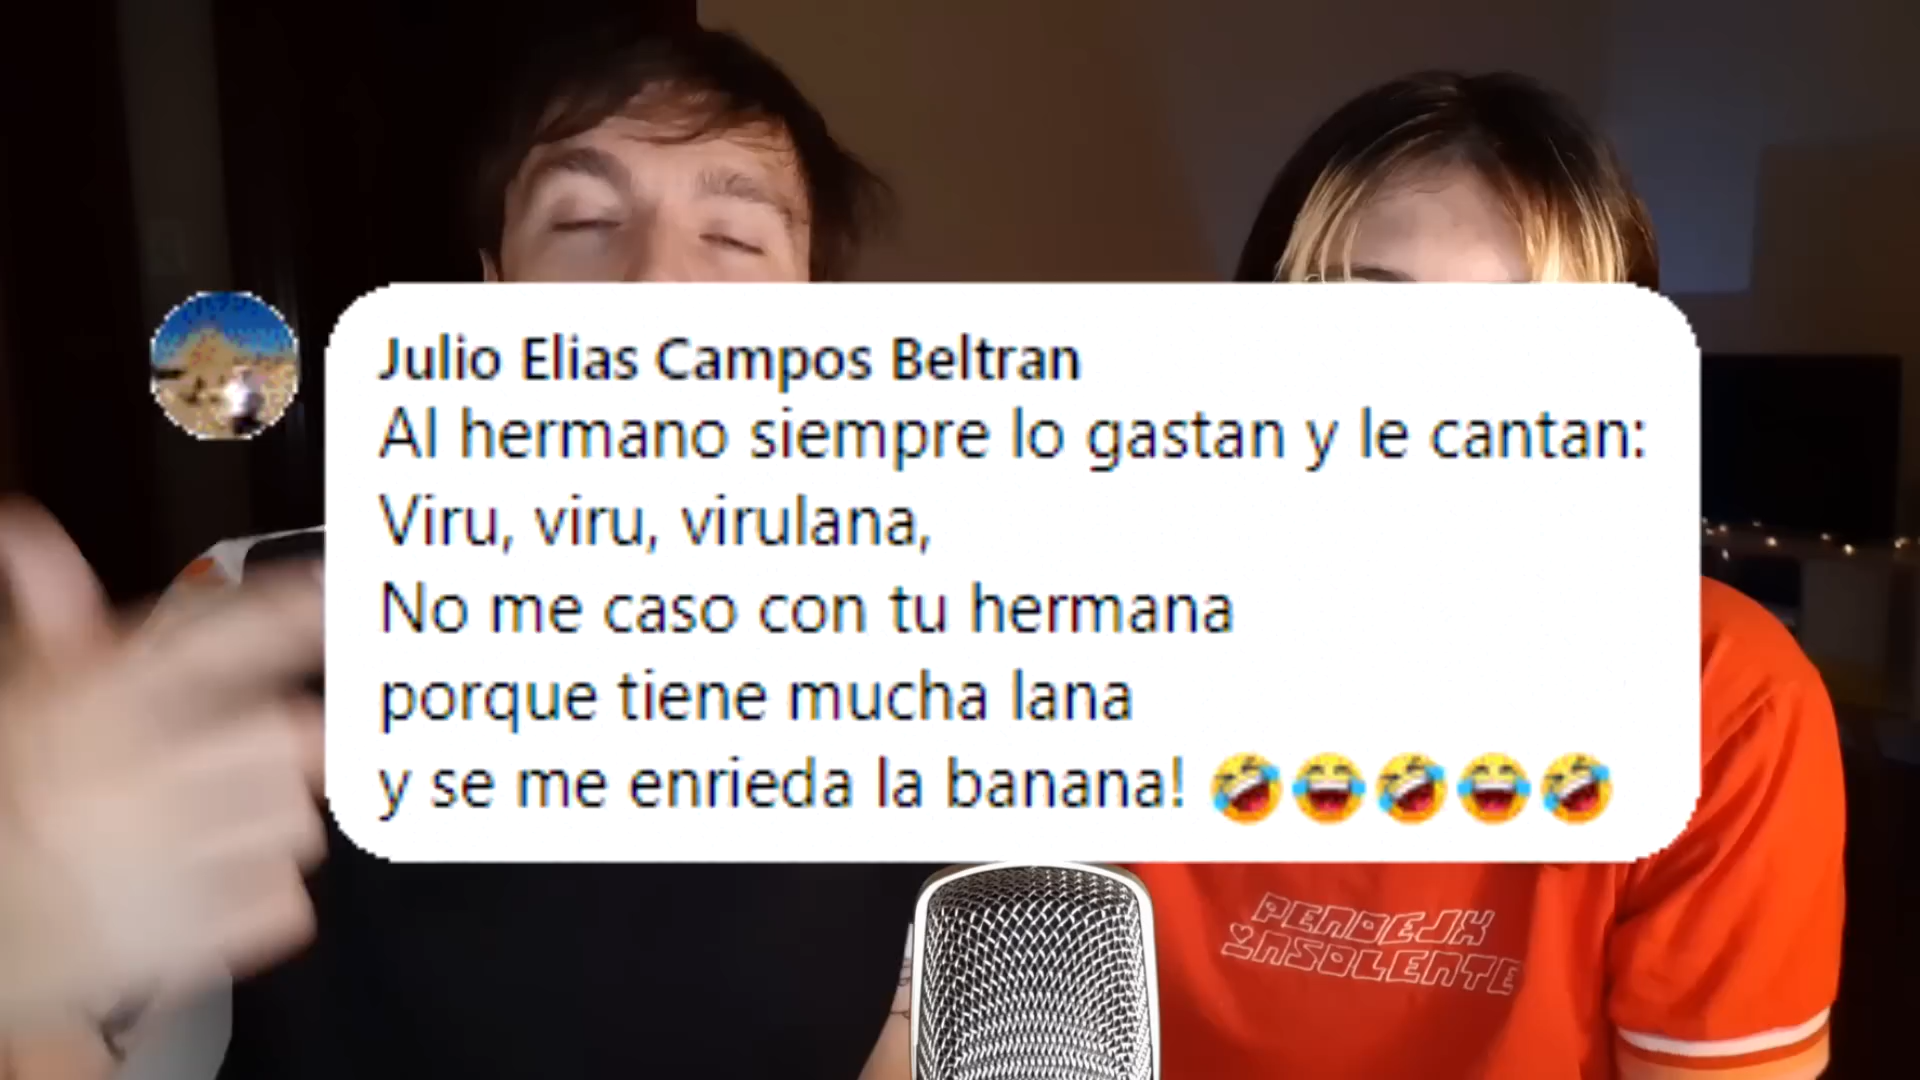 Julio Elias Campos Beltran
Al hermano siempre lo gastan y le cantan:
Viru, viru, virulana,
No me caso con tu hermana
porque tiene mucha lana
y se me enrieda la banana! 🤣😂🤣😂🤣
PENDEJX
INSOLENTE